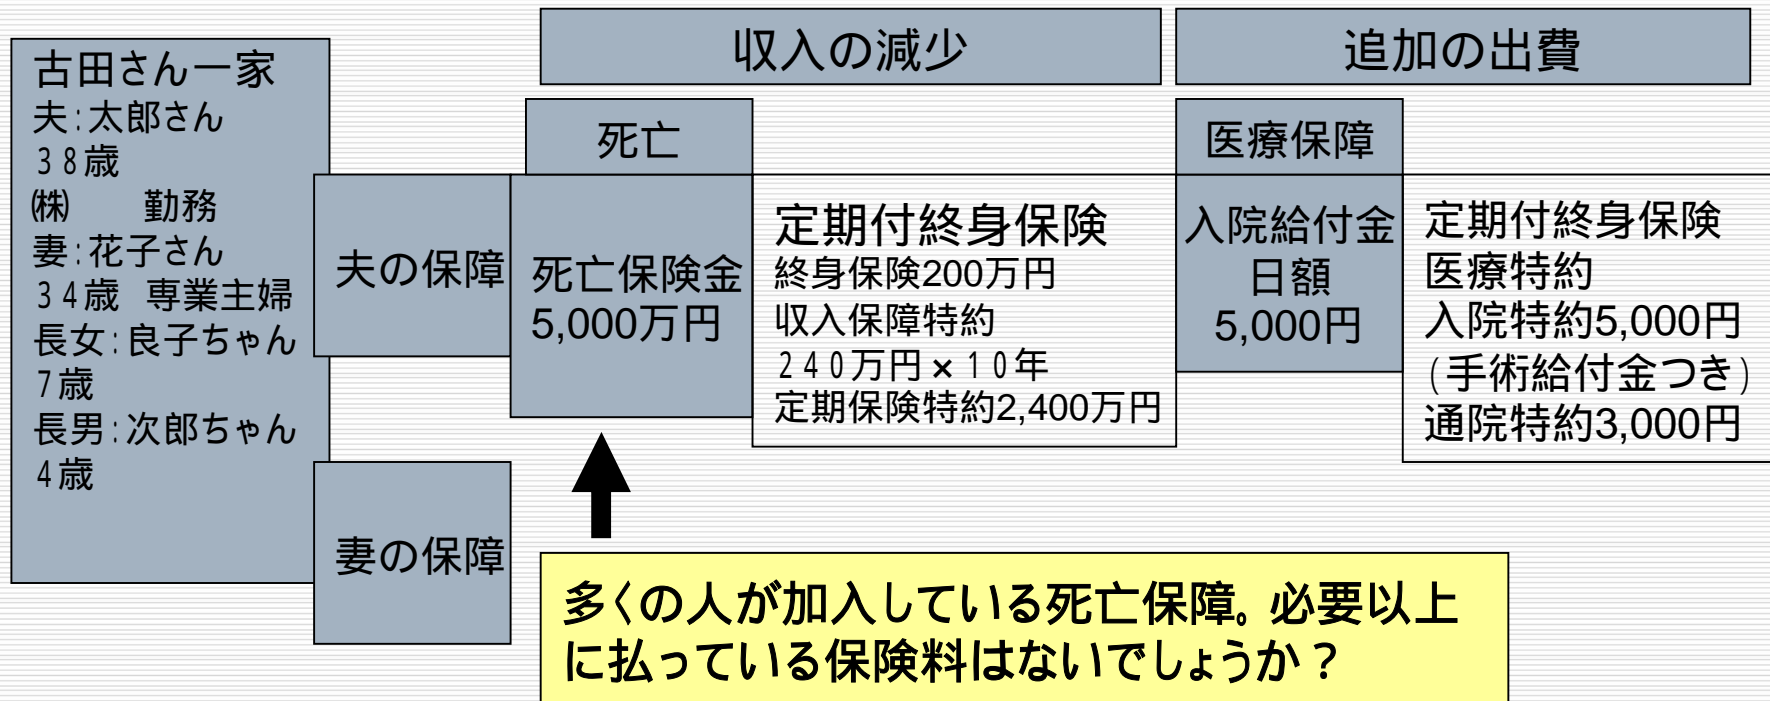 収入の減少
追加の出費
古田さん一家
夫:太郎さん
38歳
㈱　　勤務
妻:花子さん
34歳 専業主婦
長女:良子ちゃん
7歳
長男:次郎ちゃん
4歳
死亡
医療保障
夫の保障
死亡保険金
5,000万円
定期付終身保険
終身保険200万円
収入保障特約
240万円×10年
定期保険特約2,400万円
入院給付金
日額
5,000円
定期付終身保険
医療特約
入院特約5,000円
(手術給付金つき)
通院特約3,000円
妻の保障
多くの人が加入している死亡保障。必要以上
に払っている保険料はないでしょうか?